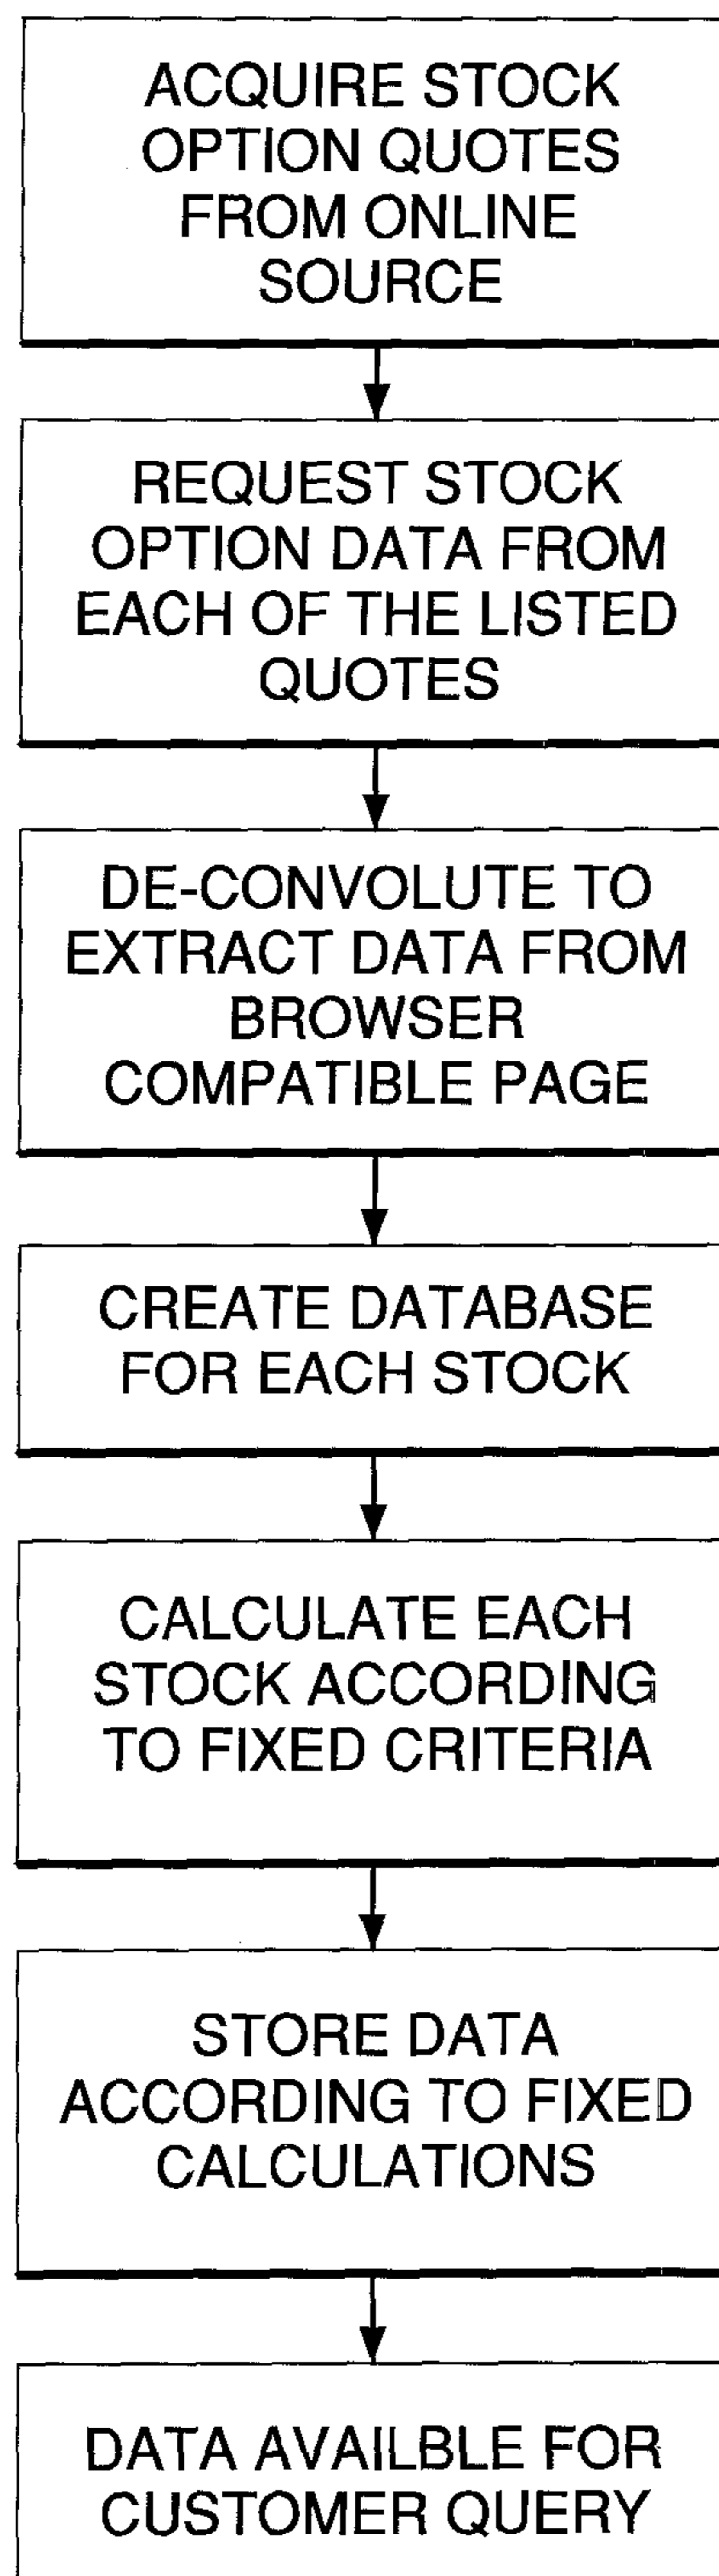 ACQUIRE STOCK
OPTION QUOTES
FROM ONLINE
SOURCE
REQUEST STOCK
OPTION DATA FROM
EACH OF THE LISTED
QUOTES
DE-CONVOLUTE TO
EXTRACT DATA FROM
BROWSER
COMPATIBLE PAGE
CREATE DATABASE
FOR EACH STOCK
CALCULATE EACH
STOCK ACCORDING
TO FIXED CRITERIA
STORE DATA
ACCORDING TO FIXED
CALCULATIONS
DATA AVAILBLE FOR
CUSTOMER QUERY